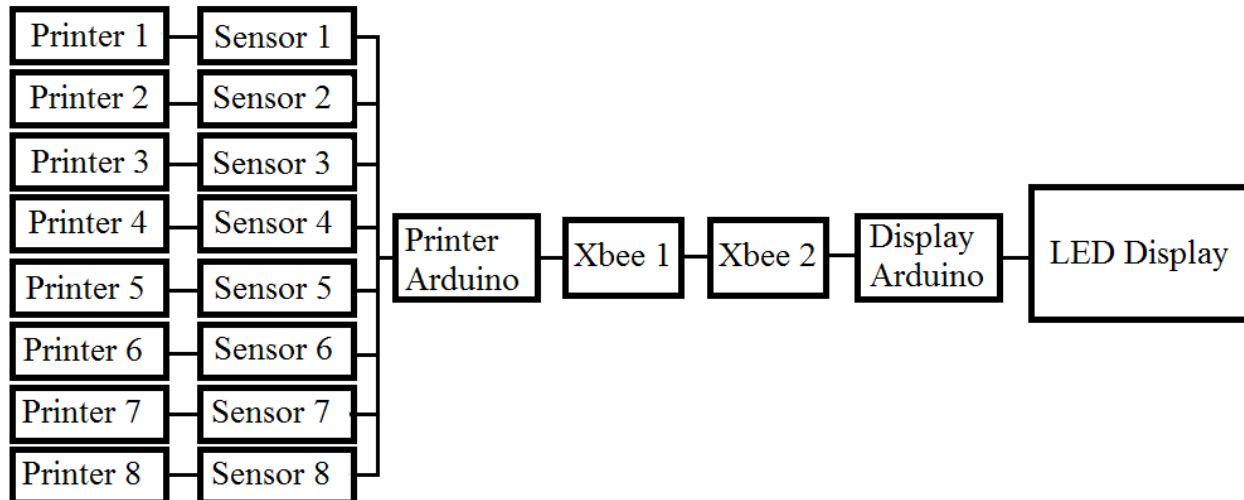 Printer 1
Sensor 1
Printer 2
Sensor 2
Printer 3
Sensor 3
Printer 4
Sensor 4
Printer 5
Sensor 5
Printer 6
Sensor 6
Printer 7
Sensor 7
Printer 8
Sensor 8
Printer
Arduino
Xbee 1
Xbee 2
Display
Arduino
LED Display